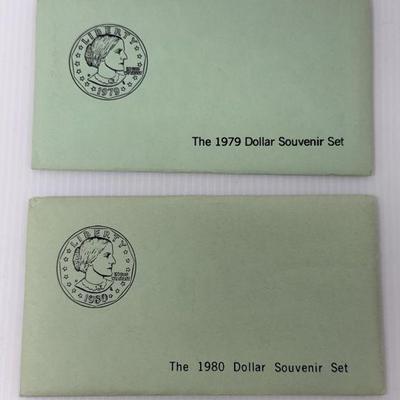 LIBERTY
1979
The 1979 Dollar Souvenir Set
LIBERTY
1980
The 1980 Dollar Souvenir Set